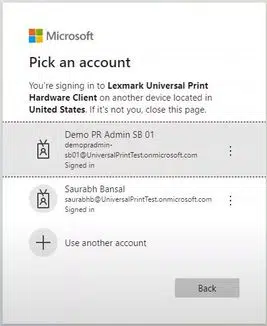 Microsoft
Pick an account
You're signing in to Lexmark Universal Print
Hardware Client on another device located in
United States. If it's not you, close this page.
Demo PR Admin SB 01
demopradmin-
sb01@UniversalPrintTest.onmicrosoft.com
Signed in
Saurabh Bansal
saurabhb@UniversalPrintTest.onmicrosoft.com
Signed in
Use another account
Back